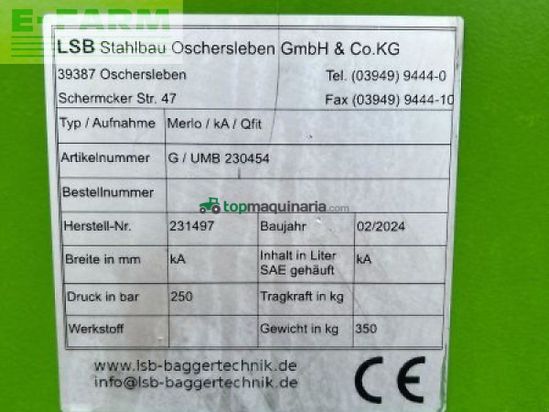 E-FARM
LSB Stahlbau Oschersleben GmbH & Co.KG
39387 Oschersleben Tel. (03949) 9444-0
Schermcker Str. 47 Fax (03949) 9444-10
Typ / Aufnahme Merlo / kA / Qfit
Artikelnummer G / UMB 230454
Bestellnummer
topmaquinaria.com
Herstell-Nr. 231497 Baujahr 02/2024
Breite in mm kA Inhalt in Liter SAE gehäuft kA
Druck in bar 250 Tragkraft in kg
Werkstoff Gewicht in kg 350
www.lsb-baggertechnik.de
info@lsb-baggertechnik.de
CE